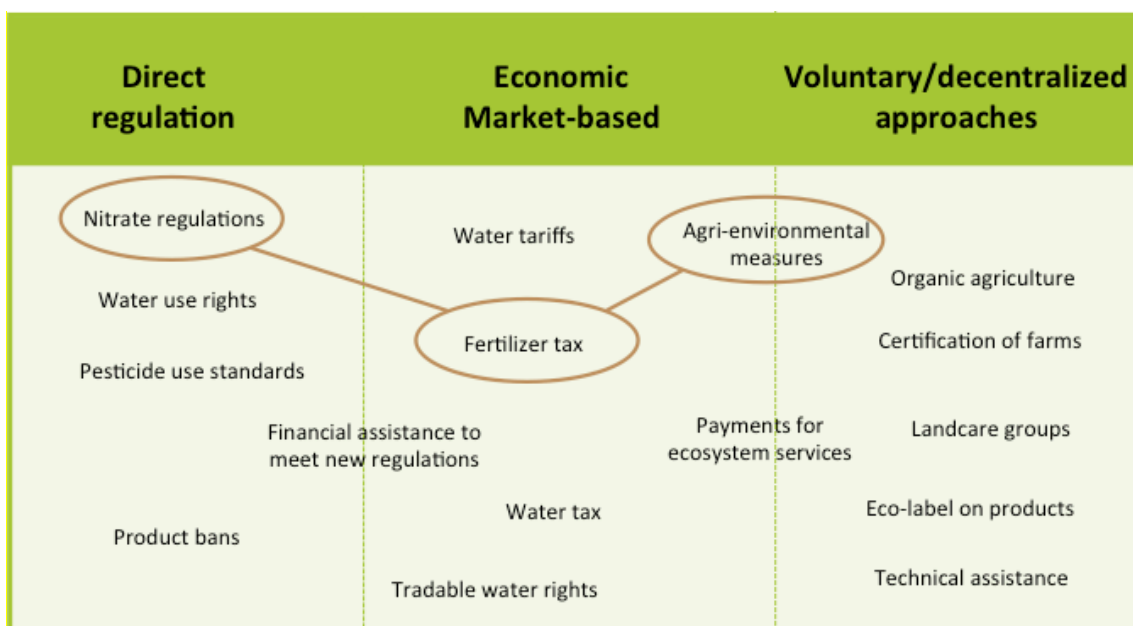 Direct
regulation
Economic
Market-based
Voluntary/decentralized
approaches
Nitrate regulations
Water use rights
Pesticide use standards
Financial assistance to
meet new regulations
Product bans
Water tariffs
Fertilizer tax
Water tax
Tradable water rights
Agri-environmental
measures
Payments for
ecosystem services
Organic agriculture
Certification of farms
Landcare groups
Eco-label on products
Technical assistance